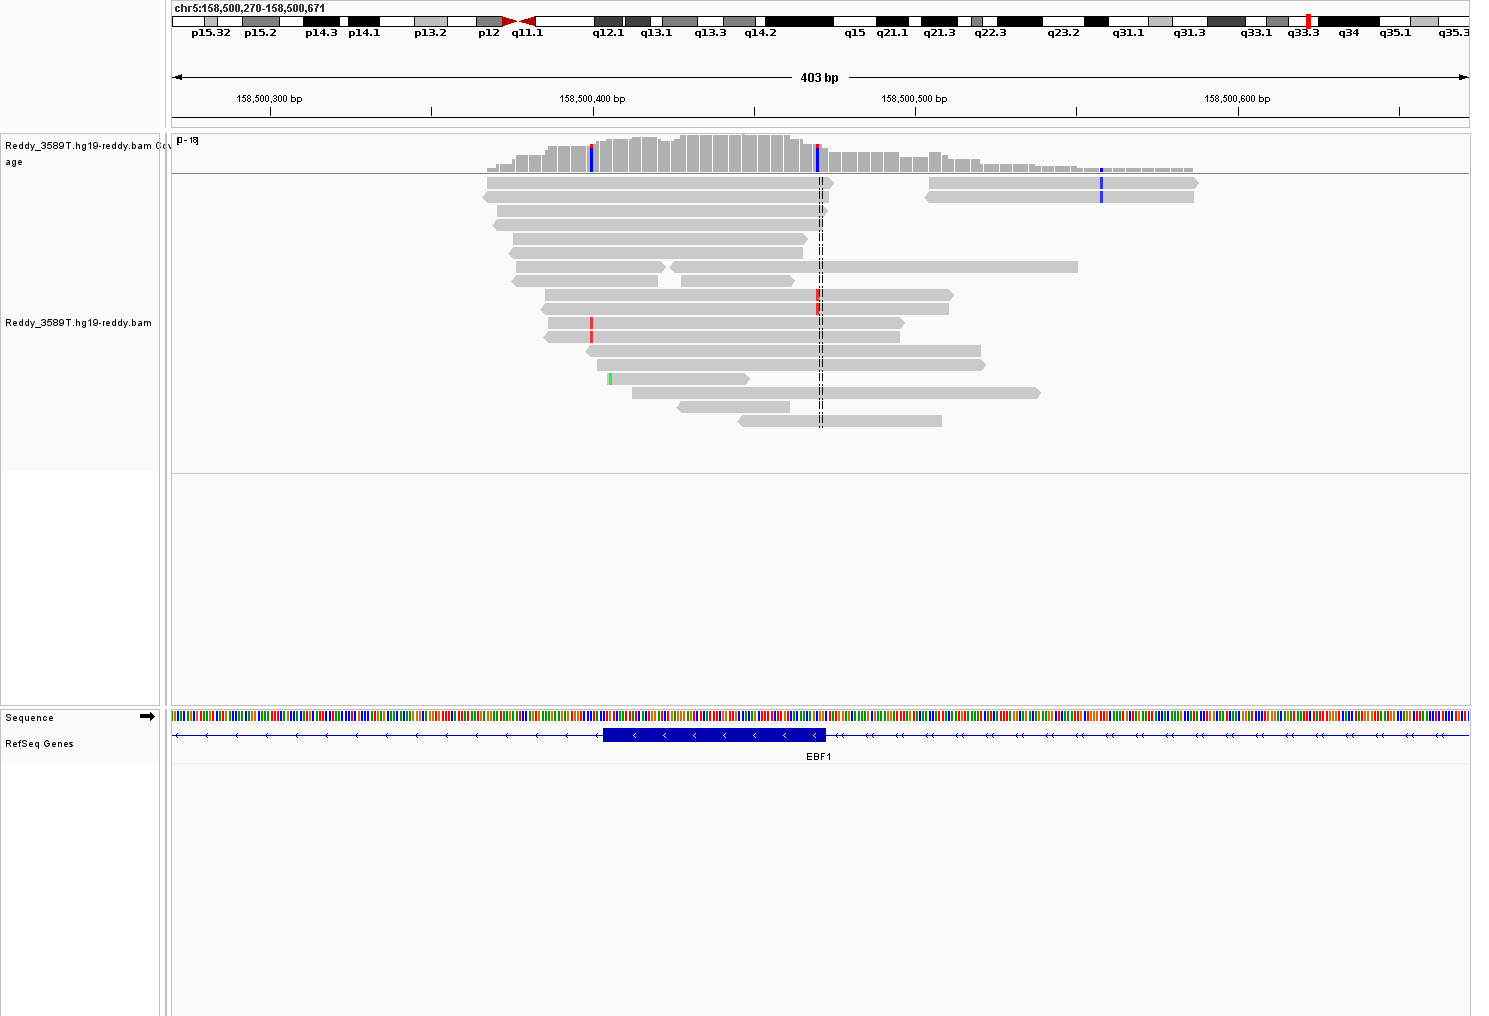 chr5:158,500,270-158,500,671
p15.32 p15.2 p14.3 p14.1 p13.2 p12 q11.1 q12.1 q13.1 q13.3 q14.2 q15 q21.1 q21.3 q22.3 q23.2 q31.1 q31.3 q33.1 q33.3 q34 q35.1 q35.3
403 bp
158,500,300 bp 158,500,400 bp 158,500,500 bp 158,500,600 bp
Reddy_3589T.hg19-reddy.bam Cov
age
[0 - 18]
Reddy_3589T.hg19-reddy.bam
Sequence
RefSeq Genes
EBF1